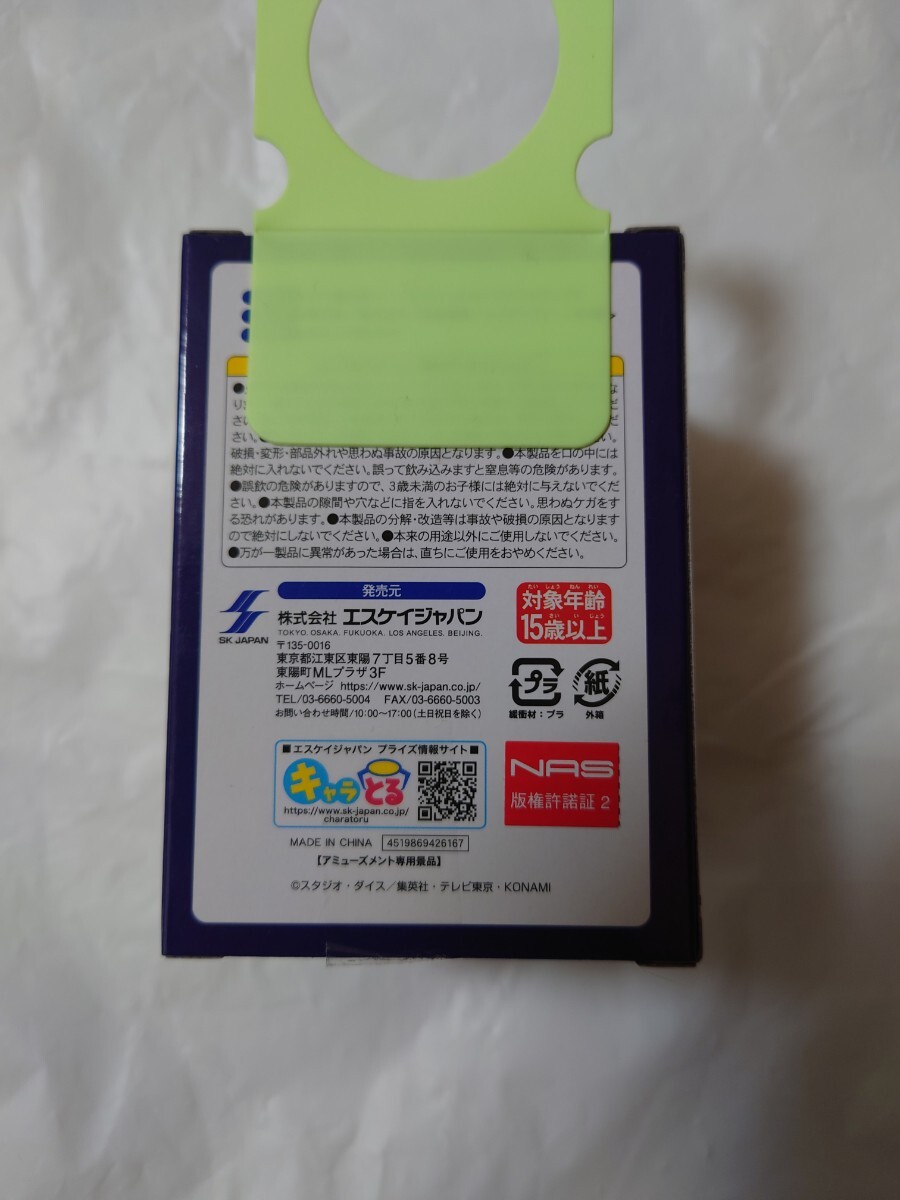 破損・変形・部品外れや思わぬ事故の原因となります。●本製品を口の中には
絶対に入れないでください。誤って飲み込みますと窒息等の危険があります。
●誤飲の危険がありますので、3歳未満のお子様には絶対に与えないでくだ
さい。●本製品の隙間や穴などに指を入れないでください。思わぬケガをす
る恐れがあります。●本製品の分解・改造等は事故や破損の原因となります
ので絶対にしないでください。●本来の用途以外にご使用しないでください。
●万が一製品に異常があった場合は、直ちにご使用をおやめください。
発売元
SK JAPAN
株式会社 エスケイジャパン
TOKYO. OSAKA. FUKUOKA. LOS ANGELES. BEIJING.
〒135-0016
東京都江東区東陽7丁目5番8号
東陽町MLプラザ3F
ホームページ https://www.sk-japan.co.jp/
TEL/03-6660-5004 FAX/03-6660-5003
お問い合わせ時間/10:00〜17:00(土日祝日を除く)
たいしょうねんれい
対象年齢
さいいじょう
15歳以上
プラ
紙
緩衝材:プラ
外箱
■エスケイジャパン プライズ情報サイト■
キャラとる
https://www.sk-japan.co.jp/
charatoru
NAS
版権許諾証 2
MADE IN CHINA 4519869426167
【アミューズメント専用景品】
©スタジオ・ダイス/集英社・テレビ東京・KONAMI